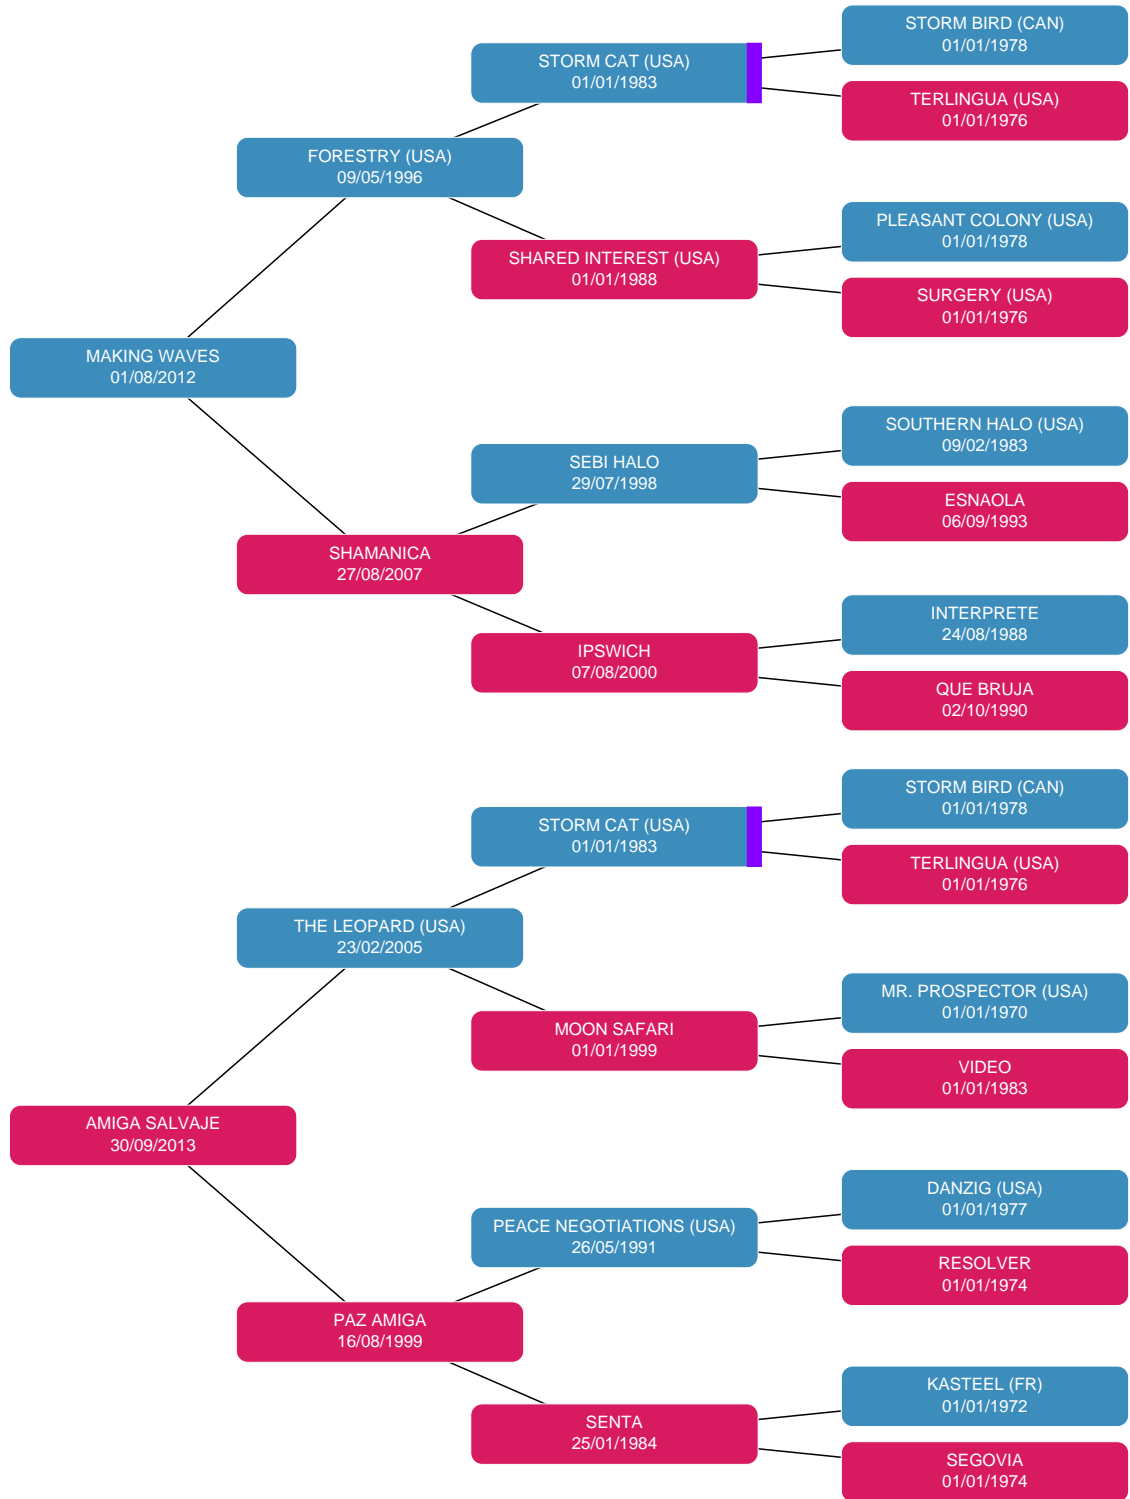 STORM BIRD (CAN)
01/01/1978
STORM CAT (USA)
01/01/1983
TERLINGUA (USA)
01/01/1976
FORESTRY (USA)
09/05/1996
PLEASANT COLONY (USA)
01/01/1978
SHARED INTEREST (USA)
01/01/1988
SURGERY (USA)
01/01/1976
MAKING WAVES
01/08/2012
SOUTHERN HALO (USA)
09/02/1983
SEBI HALO
29/07/1998
ESNAOLA
06/09/1993
SHAMANICA
27/08/2007
INTERPRETE
24/08/1988
IPSWICH
07/08/2000
QUE BRUJA
02/10/1990
STORM BIRD (CAN)
01/01/1978
STORM CAT (USA)
01/01/1983
TERLINGUA (USA)
01/01/1976
THE LEOPARD (USA)
23/02/2005
MR. PROSPECTOR (USA)
01/01/1970
MOON SAFARI
01/01/1999
VIDEO
01/01/1983
AMIGA SALVAJE
30/09/2013
DANZIG (USA)
01/01/1977
PEACE NEGOTIATIONS (USA)
26/05/1991
RESOLVER
01/01/1974
PAZ AMIGA
16/08/1999
KASTEEL (FR)
01/01/1972
SENTA
25/01/1984
SEGOVIA
01/01/1974